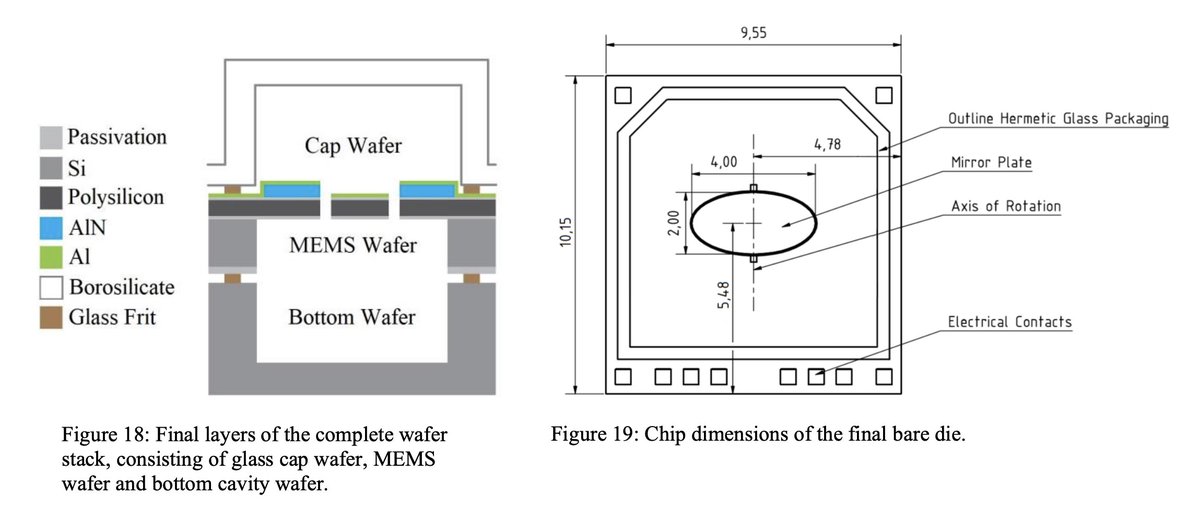 Passivation
Si
Polysilicon
AlN
Al
Borosilicate
Glass Frit
Cap Wafer
MEMS Wafer
Bottom Wafer
Figure 18: Final layers of the complete wafer
stack, consisting of glass cap wafer, MEMS
wafer and bottom cavity wafer.
9,55
10,15
4,00
4,78
2,00
5,48
Outline Hermetic Glass Packaging
Mirror Plate
Axis of Rotation
Electrical Contacts
Figure 19: Chip dimensions of the final bare die.